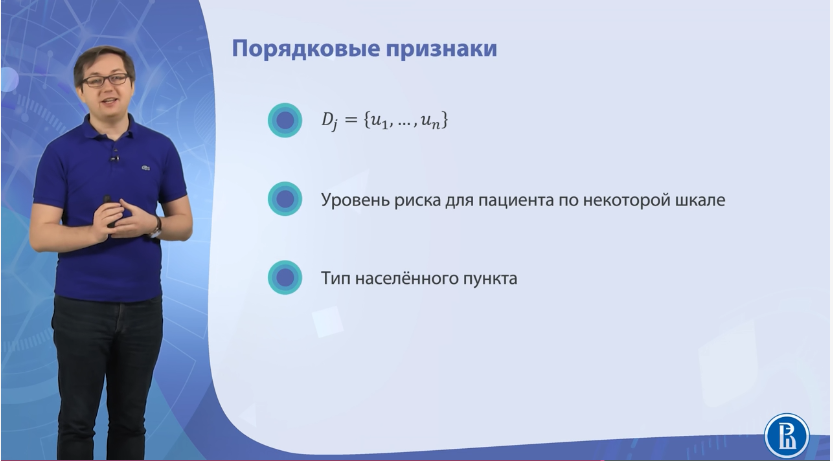 Порядковые признаки
D_j = {u_1, ..., u_n}
Уровень риска для пациента по некоторой шкале
Тип населённого пункта